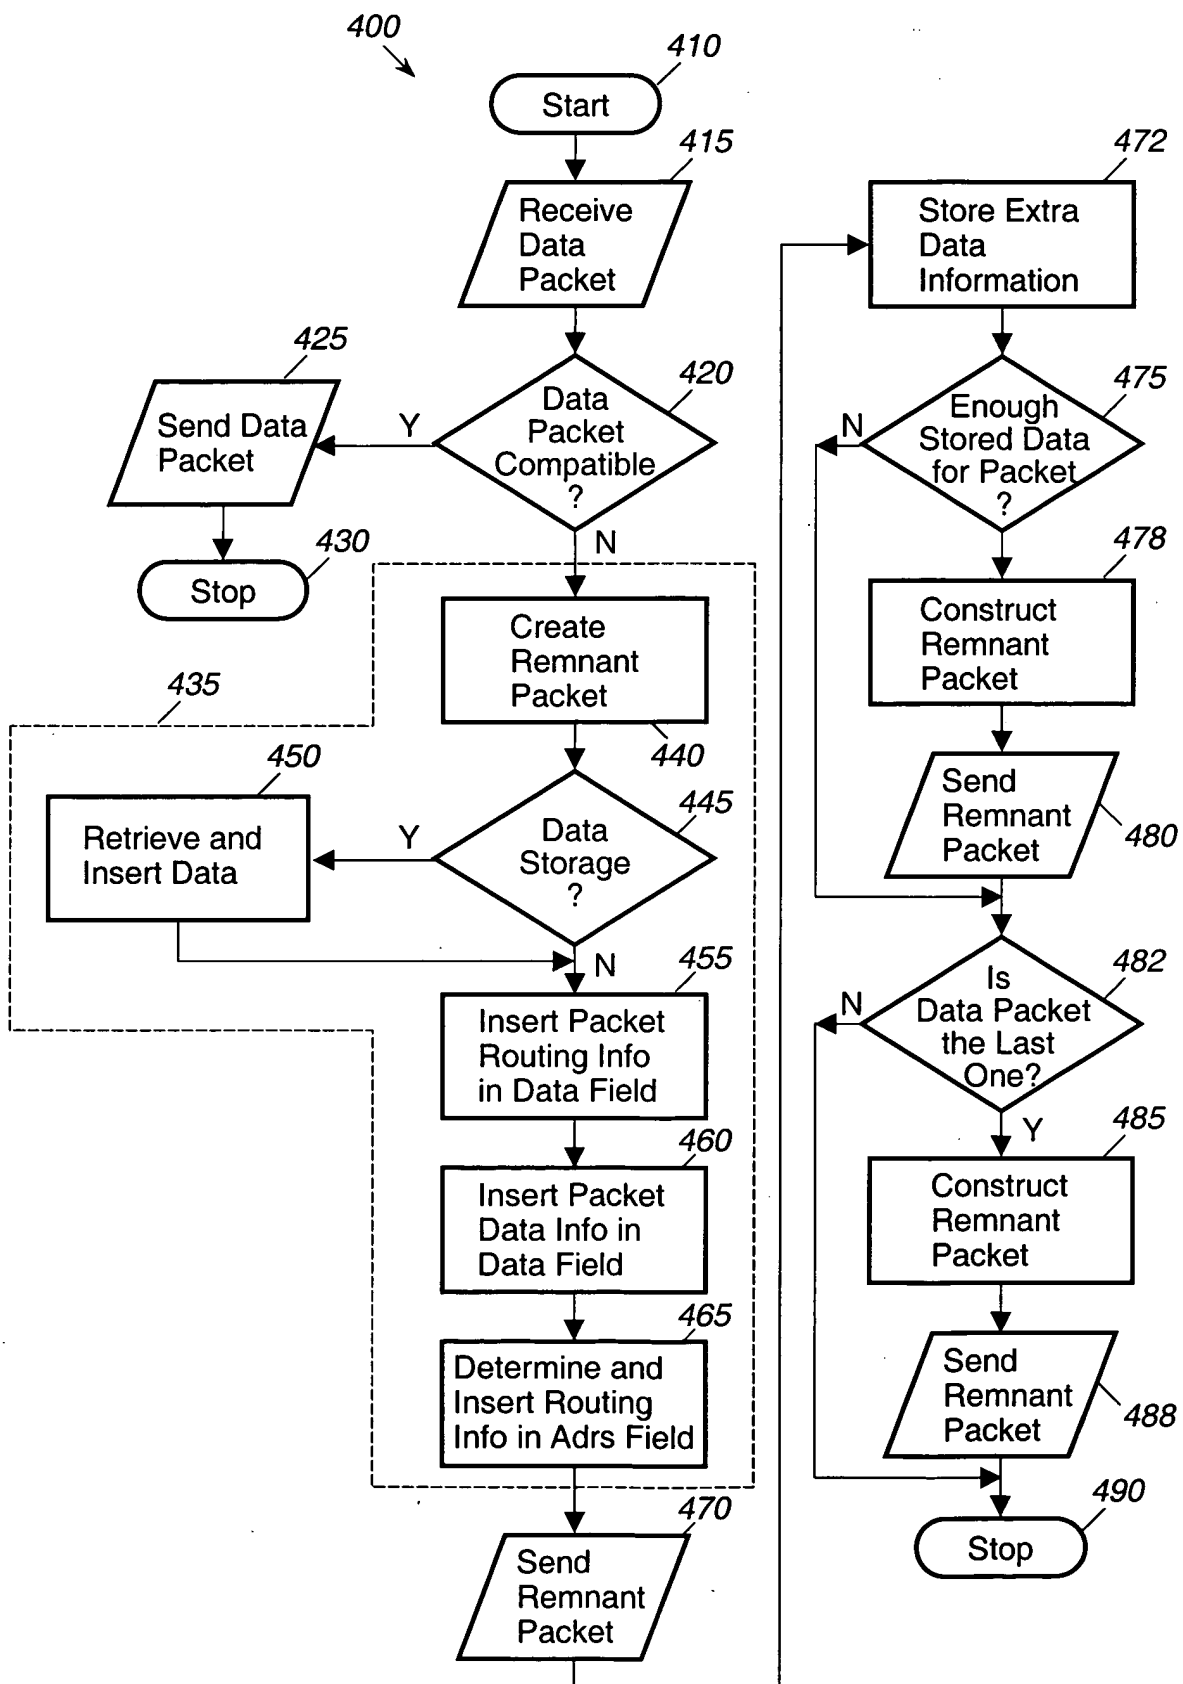 400
410
Start
415
Receive
Data
Packet
420
Data
Packet
Compatible
?
Y
N
425
Send Data
Packet
430
Stop
435
Create
Remnant
Packet
440
445
Data
Storage
?
Y
N
450
Retrieve and
Insert Data
455
Insert Packet
Routing Info
in Data Field
460
Insert Packet
Data Info in
Data Field
465
Determine and
Insert Routing
Info in Adrs Field
470
Send
Remnant
Packet
472
Store Extra
Data
Information
475
Enough
Stored Data
for Packet
?
N
478
Construct
Remnant
Packet
Send
Remnant
Packet
480
482
Is
Data Packet
the Last
One?
N
Y
485
Construct
Remnant
Packet
Send
Remnant
Packet
488
490
Stop